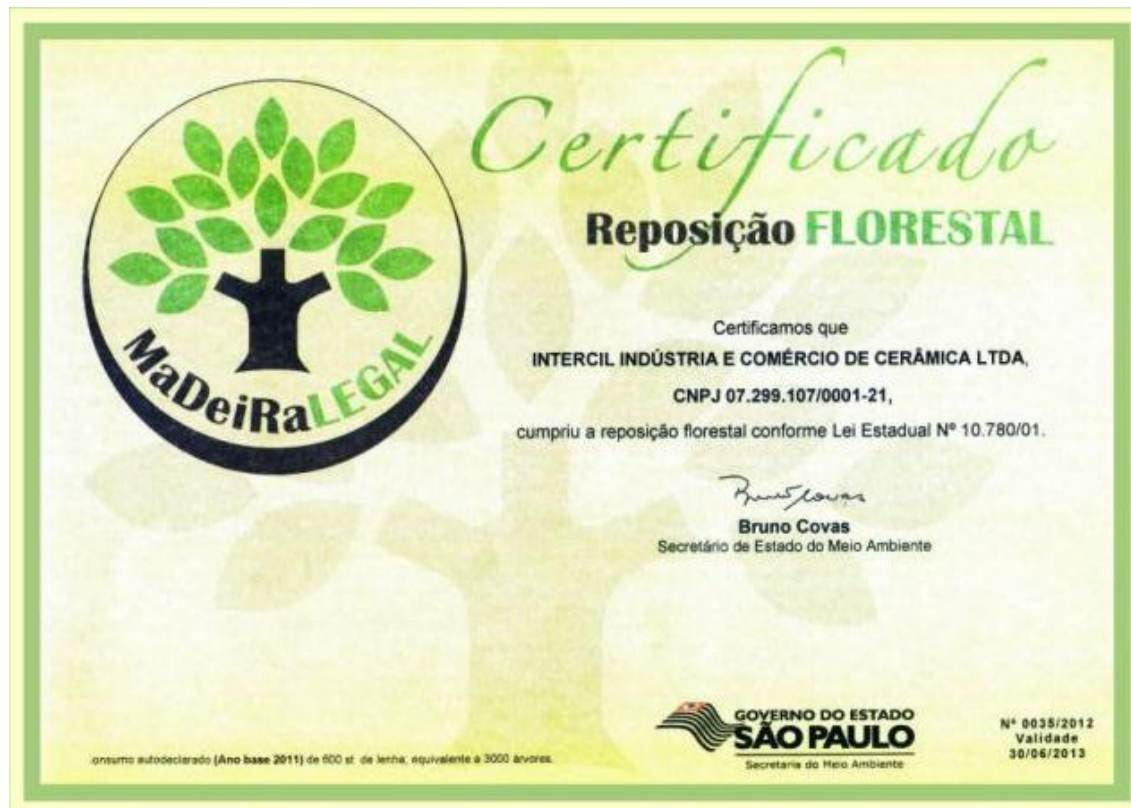 Certificado
Reposição FLORESTAL
MaDeiRaLEGAL
Certificamos que
INTERCIL INDÚSTRIA E COMÉRCIO DE CERÂMICA LTDA,
CNPJ 07.299.107/0001-21,
cumpriu a reposição florestal conforme Lei Estadual Nº 10.780/01.
Bruno Covas
Bruno Covas
Secretário de Estado do Meio Ambiente
GOVERNO DO ESTADO
SÃO PAULO
Secretaria do Meio Ambiente
Nº 0035/2012
Validade
30/06/2013
onsumo autodeclarado (Ano base 2011) de 600 st de lenha, equivalente a 3000 árvores.